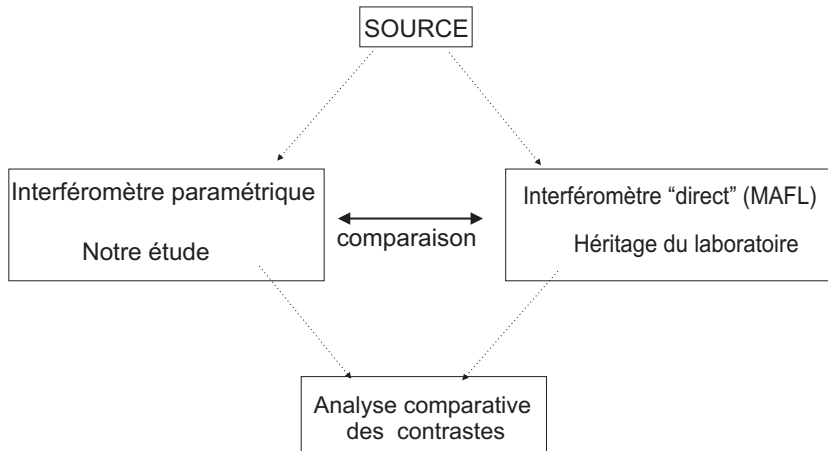 SOURCE
Interféromètre paramétrique
Notre étude
comparaison
Interféromètre “direct” (MAFL)
Héritage du laboratoire
Analyse comparative
des contrastes